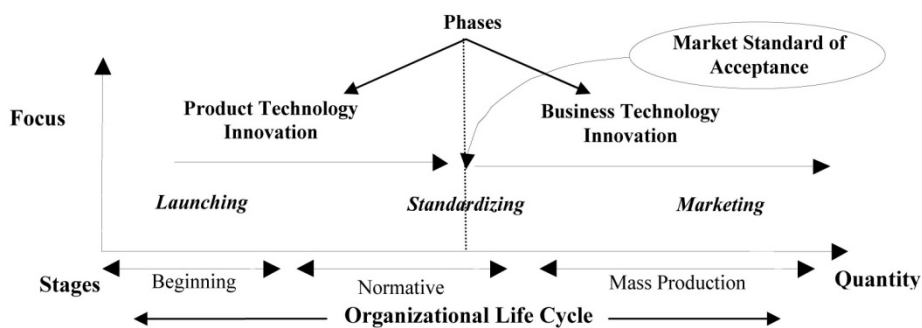 Phases
Market Standard of
Acceptance
Focus
Product Technology
Innovation
Business Technology
Innovation
Launching
Standardizing
Marketing
Stages
Beginning
Normative
Mass Production
Quantity
Organizational Life Cycle